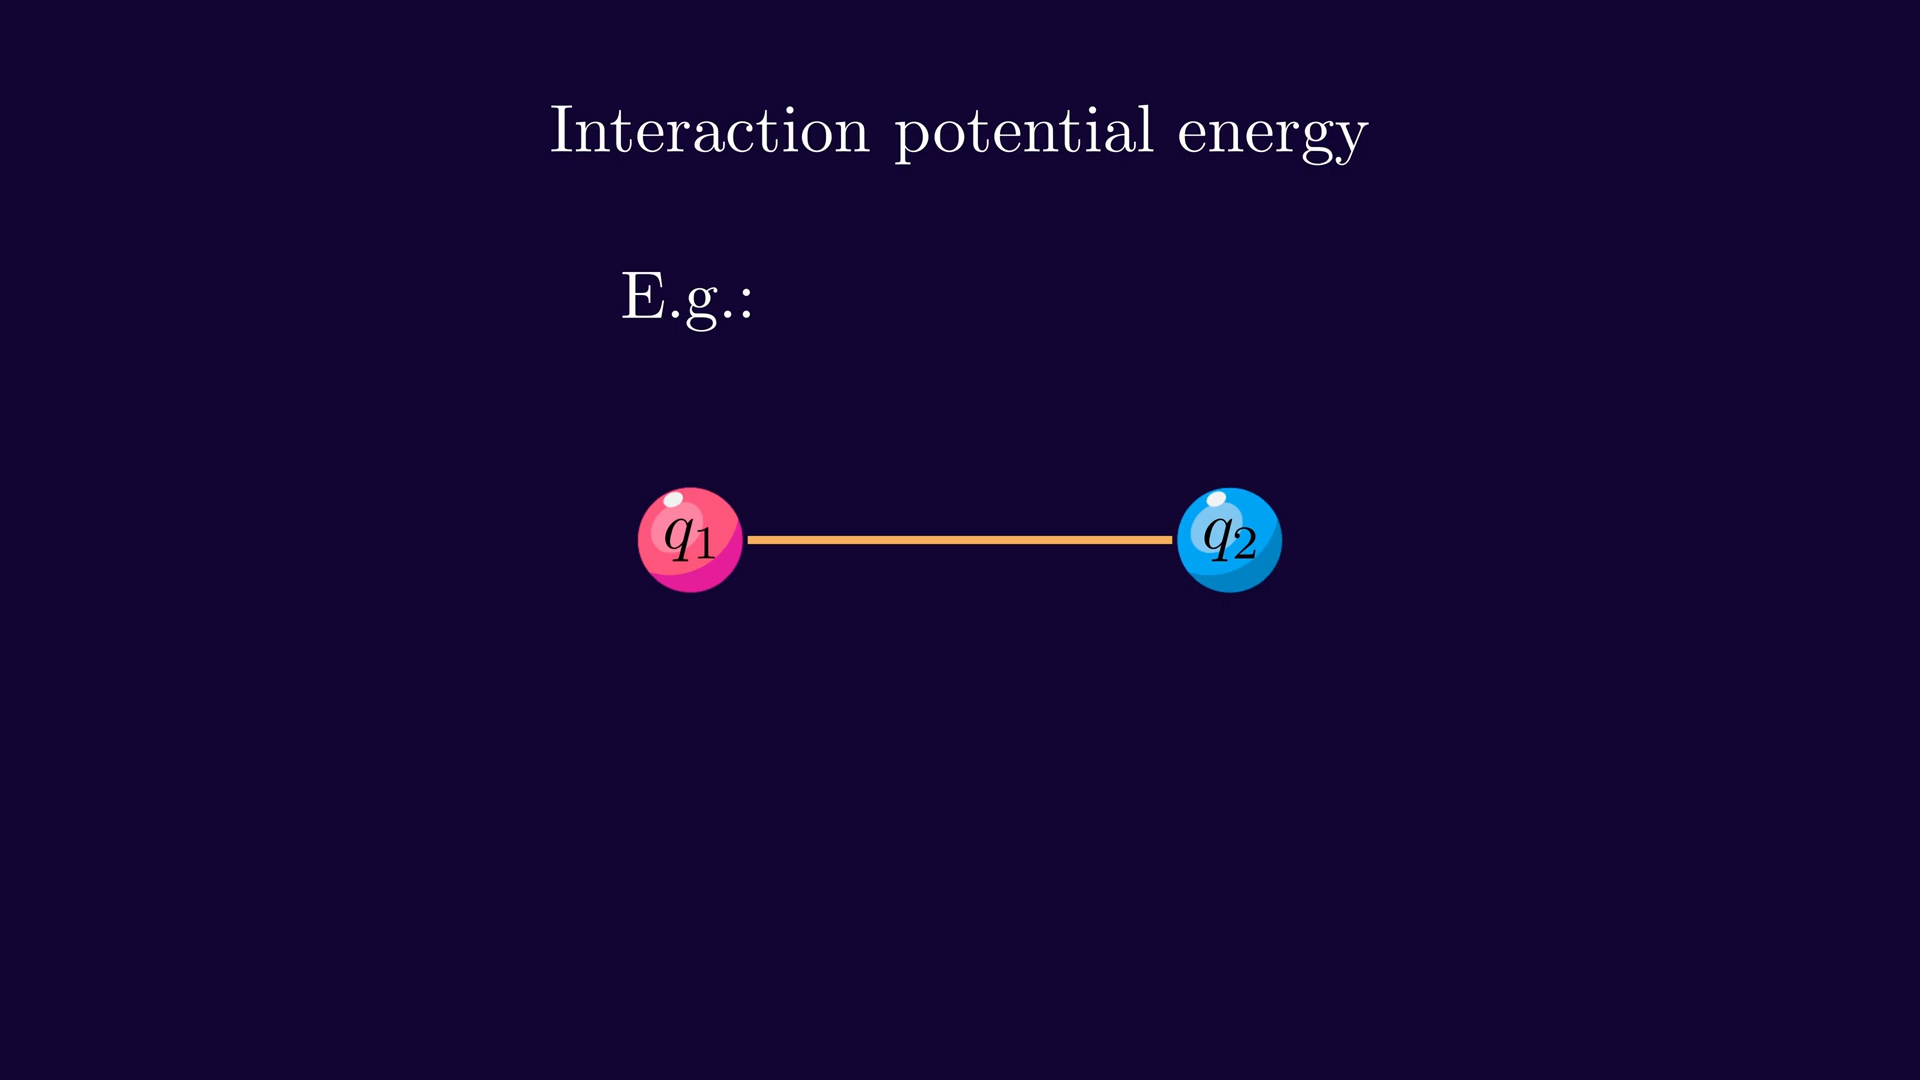 Interaction potential energy
E.g.:
q₁ q₂